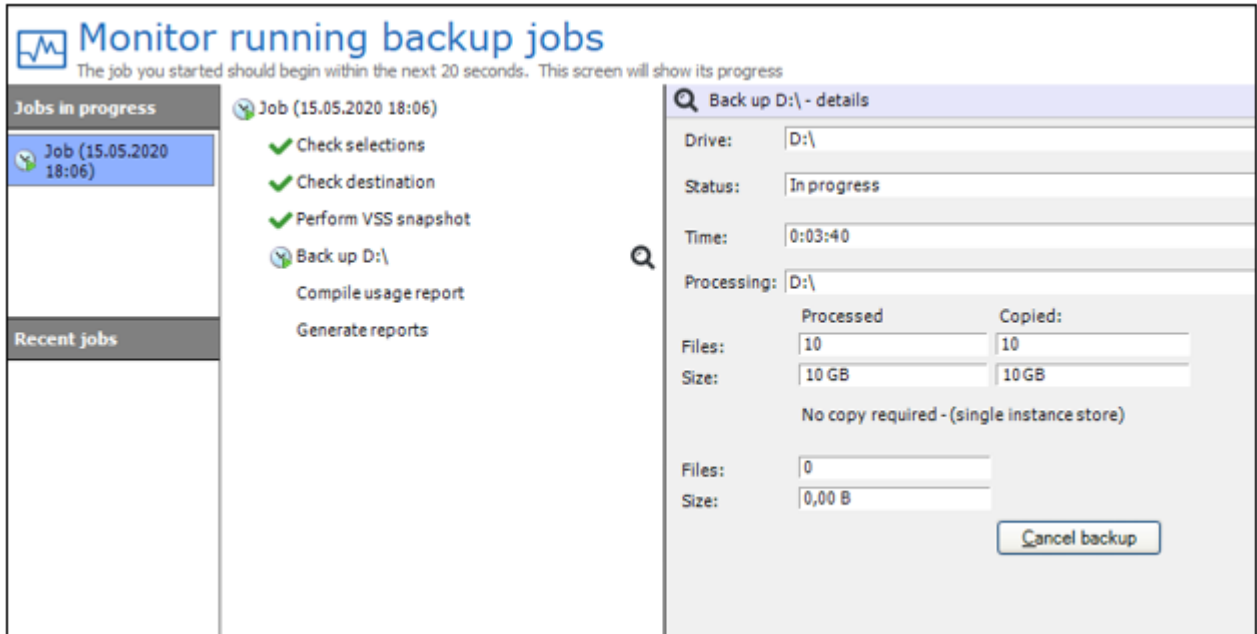 Monitor running backup jobs
The job you started should begin within the next 20 seconds. This screen will show its progress
Jobs in progress
Job (15.05.2020
18:06)
Recent jobs
Job (15.05.2020 18:06)
Check selections
Check destination
Perform VSS snapshot
Back up D:\
Compile usage report
Generate reports
Back up D:\ - details
Drive: D:\
Status: In progress
Time: 0:03:40
Processing: D:\
Processed Copied:
Files: 10 10
Size: 10 GB 10 GB
No copy required - (single instance store)
Files: 0
Size: 0,00 B
Cancel backup